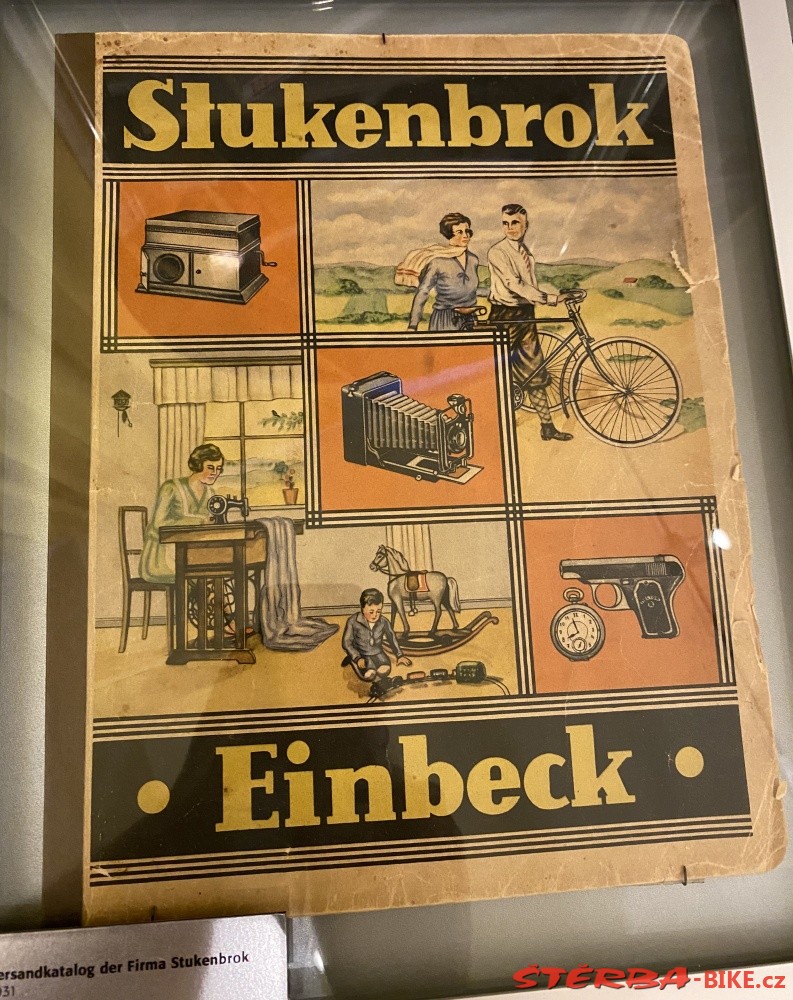 Stukenbrok
Einbeck
ersandkatalog der Firma Stukenbrok
931
ŠTĚRBA-BIKE.cz